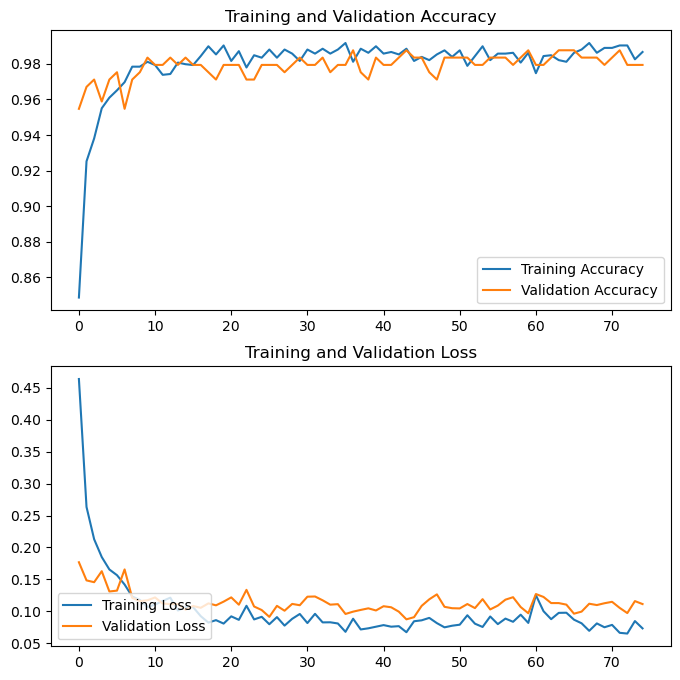 Training and Validation Accuracy
0.98
0.96
0.94
0.92
0.90
0.88
0.86
Training Accuracy
Validation Accuracy
0 10 20 30 40 50 60 70
Training and Validation Loss
0.45
0.40
0.35
0.30
0.25
0.20
0.15
0.10
0.05
Training Loss
Validation Loss
0 10 20 30 40 50 60 70